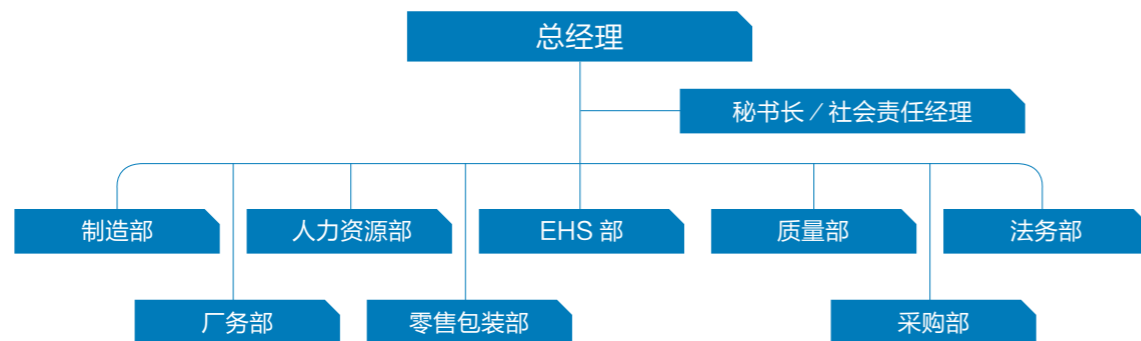 总经理
秘书长／社会责任经理
制造部
人力资源部
EHS 部
质量部
法务部
厂务部
零售包装部
采购部